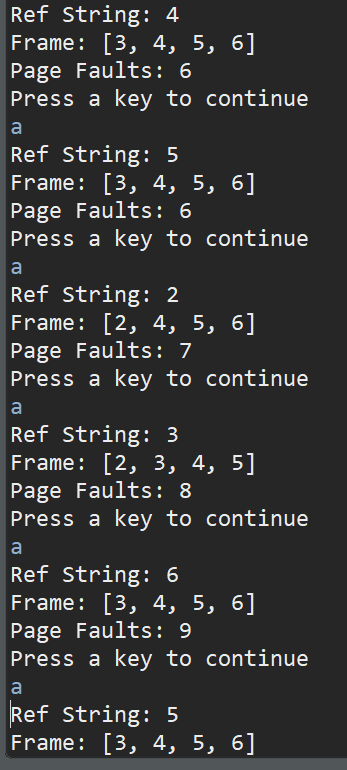 Ref String: 4
Frame: [3, 4, 5, 6]
Page Faults: 6
Press a key to continue
a
Ref String: 5
Frame: [3, 4, 5, 6]
Page Faults: 6
Press a key to continue
a
Ref String: 2
Frame: [2, 4, 5, 6]
Page Faults: 7
Press a key to continue
a
Ref String: 3
Frame: [2, 3, 4, 5]
Page Faults: 8
Press a key to continue
a
Ref String: 6
Frame: [3, 4, 5, 6]
Page Faults: 9
Press a key to continue
a
Ref String: 5
Frame: [3, 4, 5, 6]